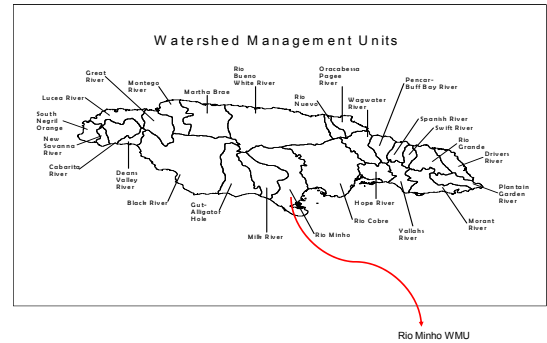 Watershed Management Units
Great
River
Montego
River
Martha Brae
Rio
Bueno
White River
Oracabessa
Pagee
River
Rio
Nuevo
Wagwater
River
Pencar-
Buff Bay River
Lucea River
South
Negril
Orange
New
Savanna
River
Cabarita
River
Deans
Valley
River
Black River
Gut-
Alligator
Hole
Milk River
Rio Minho
Rio Cobre
Hope River
Yallahs
River
Morant
River
Plantain
Garden
River
Drivers
River
Rio
Grande
Swift River
Spanish River
Rio Minho WMU